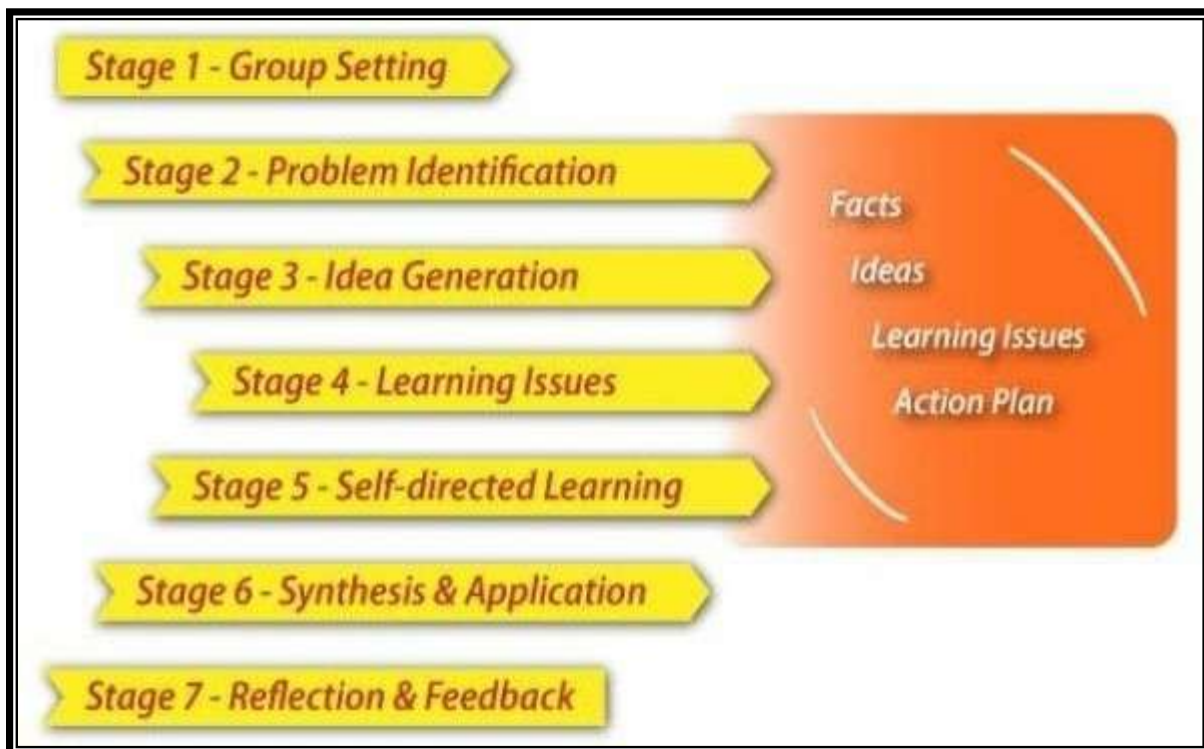 Stage 1 - Group Setting
Stage 2 - Problem Identification
Stage 3 - Idea Generation
Stage 4 - Learning Issues
Stage 5 - Self-directed Learning
Stage 6 - Synthesis & Application
Stage 7 - Reflection & Feedback
Facts
Ideas
Learning Issues
Action Plan